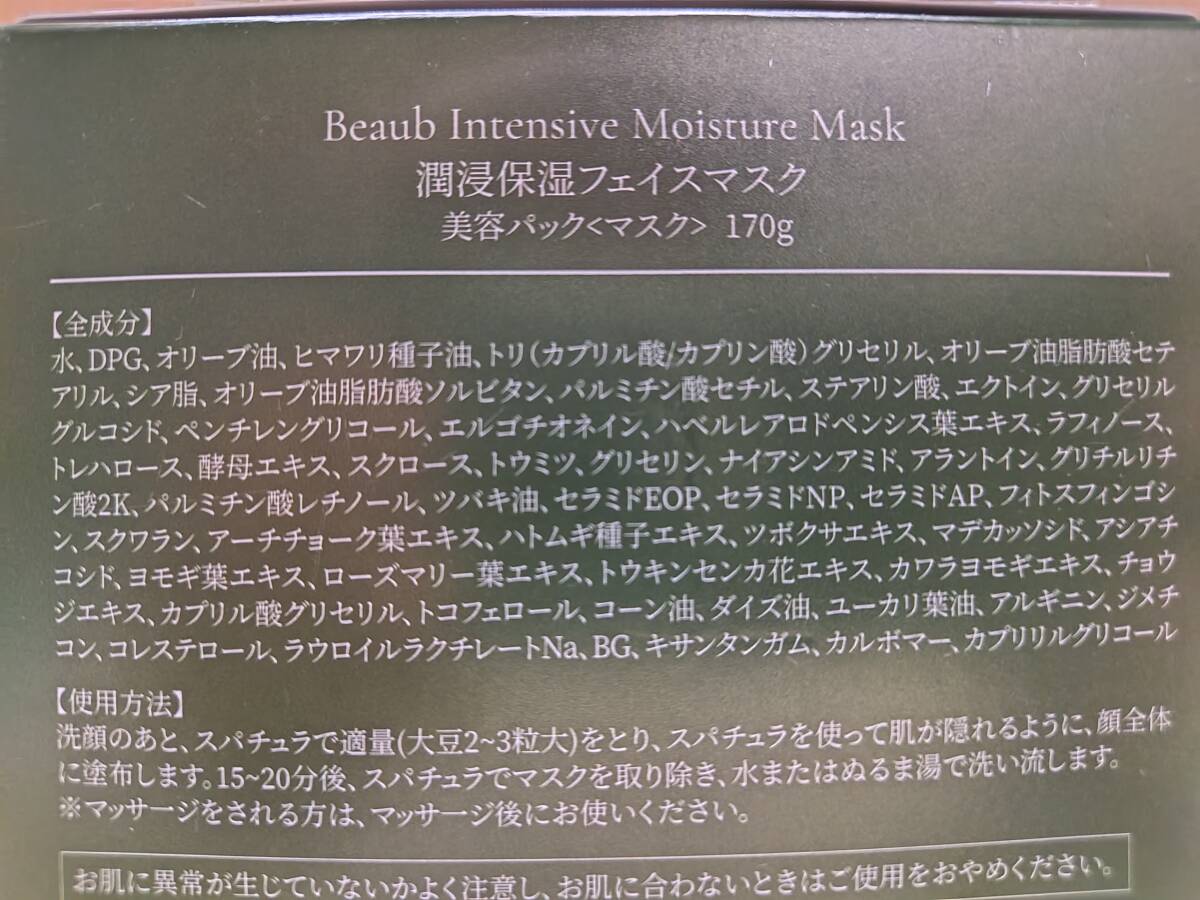 Beaub Intensive Moisture Mask
潤浸保湿フェイスマスク
美容パック<マスク> 170g
【全成分】
水、DPG、オリーブ油、ヒマワリ種子油、トリ(カプリル酸/カプリン酸)グリセリル、オリーブ油脂肪酸セテ
アリル、シア脂、オリーブ油脂肪酸ソルビタン、パルミチン酸セチル、ステアリン酸、エクトイン、グリセリル
グルコシド、ペンチレングリコール、エルゴチオネイン、ハベルレアロドペンシス葉エキス、ラフィノース、
トレハロース、酵母エキス、スクロース、トウミツ、グリセリン、ナイアシンアミド、アラントイン、グリチルリチ
ン酸2K、パルミチン酸レチノール、ツバキ油、セラミドEOP、セラミドNP、セラミドAP、フィトスフィンゴシ
ン、スクワラン、アーチチョーク葉エキス、ハトムギ種子エキス、ツボクサエキス、マデカッソシド、アシアチ
コシド、ヨモギ葉エキス、ローズマリー葉エキス、トウキンセンカ花エキス、カワラヨモギエキス、チョウ
ジエキス、カプリル酸グリセリル、トコフェロール、コーン油、ダイズ油、ユーカリ葉油、アルギニン、ジメチ
コン、コレステロール、ラウロイルラクチレートNa、BG、キサンタンガム、カルボマー、カプリリルグリコール
【使用方法】
洗顔のあと、スパチュラで適量(大豆2~3粒大)をとり、スパチュラを使って肌が隠れるように、顔全体
に塗布します。15~20分後、スパチュラでマスクを取り除き、水またはぬるま湯で洗い流します。
※マッサージをされる方は、マッサージ後にお使いください。
お肌に異常が生じていないかよく注意し、お肌に合わないときはご使用をおやめください。